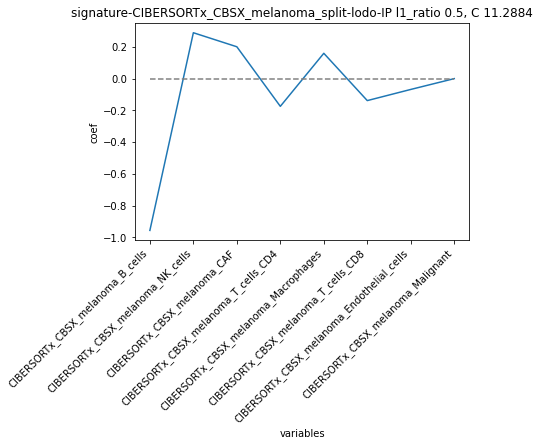 signature-CIBERSORTx_CBSX_melanoma_split-lodo-IP l1_ratio 0.5, C 11.2884
0.2
0.0
−0.2
−0.4
−0.6
−0.8
−1.0
coef
CIBERSORTx_CBSX_melanoma_B_cells
CIBERSORTx_CBSX_melanoma_NK_cells
CIBERSORTx_CBSX_melanoma_CAF
CIBERSORTx_CBSX_melanoma_T_cells_CD4
CIBERSORTx_CBSX_melanoma_Macrophages
CIBERSORTx_CBSX_melanoma_T_cells_CD8
CIBERSORTx_CBSX_melanoma_Endothelial_cells
CIBERSORTx_CBSX_melanoma_Malignant
variables